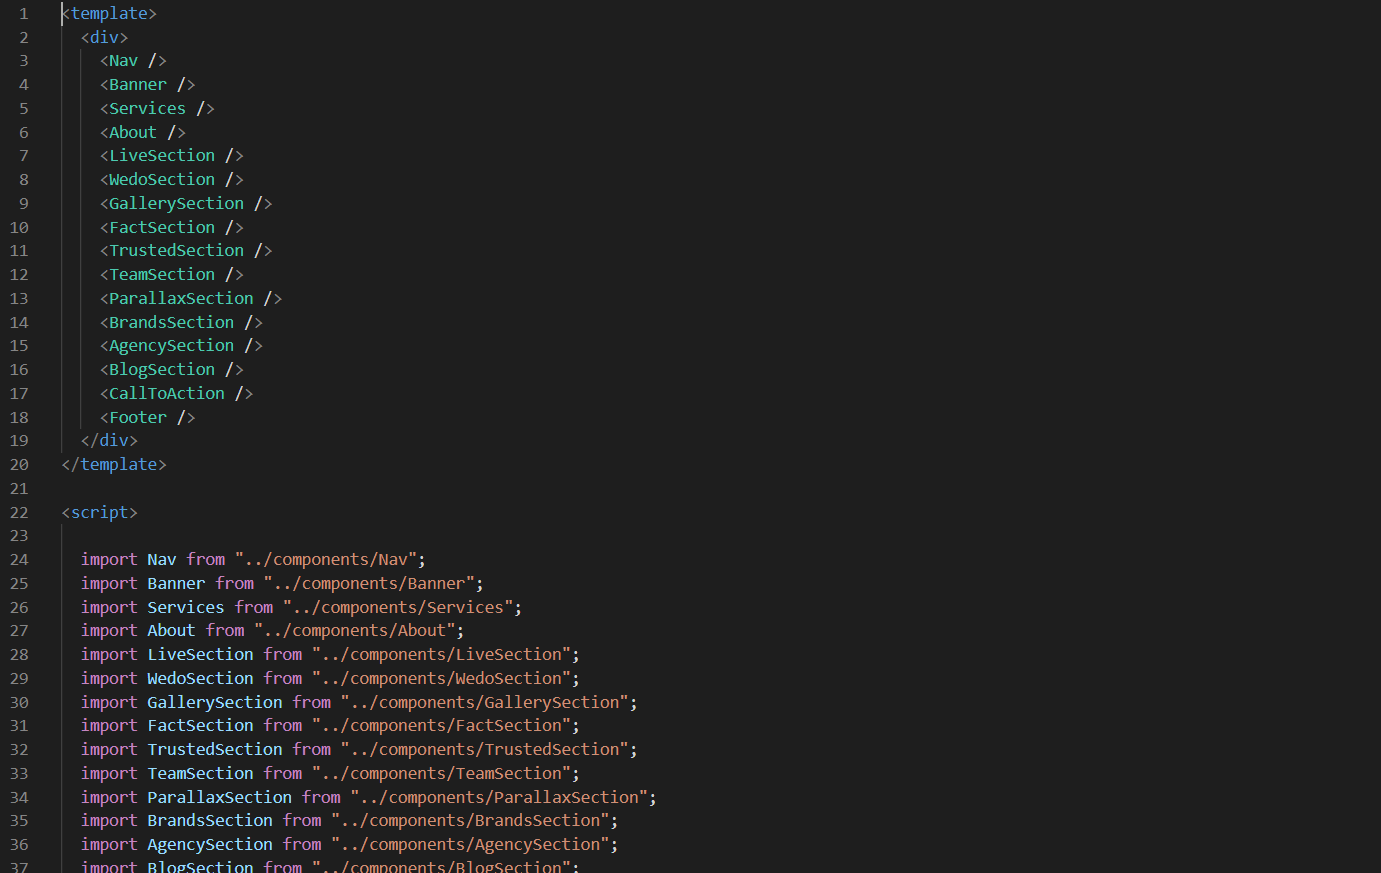 1 <template>
2 <div>
3 <Nav />
4 <Banner />
5 <Services />
6 <About />
7 <LiveSection />
8 <WedoSection />
9 <GallerySection />
10 <FactSection />
11 <TrustedSection />
12 <TeamSection />
13 <ParallaxSection />
14 <BrandsSection />
15 <AgencySection />
16 <BlogSection />
17 <CallToAction />
18 <Footer />
19 </div>
20 </template>
21
22 <script>
23
24 import Nav from "../components/Nav";
25 import Banner from "../components/Banner";
26 import Services from "../components/Services";
27 import About from "../components/About";
28 import LiveSection from "../components/LiveSection";
29 import WedoSection from "../components/WedoSection";
30 import GallerySection from "../components/GallerySection";
31 import FactSection from "../components/FactSection";
32 import TrustedSection from "../components/TrustedSection";
33 import TeamSection from "../components/TeamSection";
34 import ParallaxSection from "../components/ParallaxSection";
35 import BrandsSection from "../components/BrandsSection";
36 import AgencySection from "../components/AgencySection";
37 import BlogSection from "../components/BlogSection";